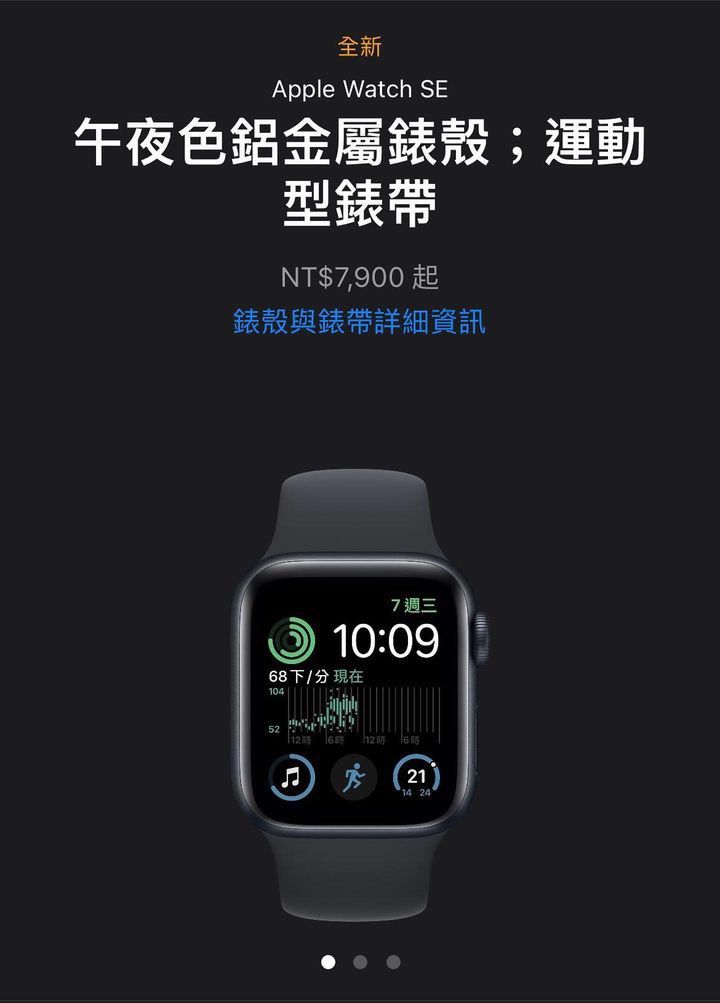 全新
Apple Watch SE
午夜色鋁金屬錶殼；運動
型錶帶
NT$7,900 起
錶殼與錶帶詳細資訊
7 週三
10:09
68下/分 現在
104
52
12時 6時 12時 6時
21
14 24